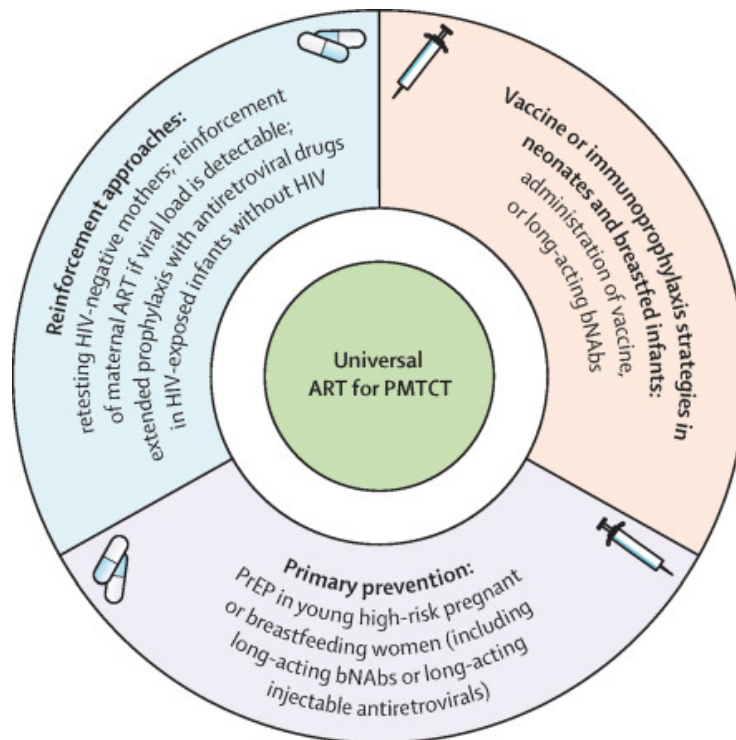 Reinforcement approaches:
retesting HIV-negative mothers; reinforcement
of maternal ART if viral load is detectable;
extended prophylaxis with antiretroviral drugs
in HIV-exposed infants without HIV
Vaccine or immunoprophylaxis strategies in
neonates and breastfed infants:
administration of vaccine,
or long-acting bNAbs
Universal
ART for PMTCT
Primary prevention:
PrEP in young high-risk pregnant
or breastfeeding women (including
long-acting bNAbs or long-acting
injectable antiretrovirals)